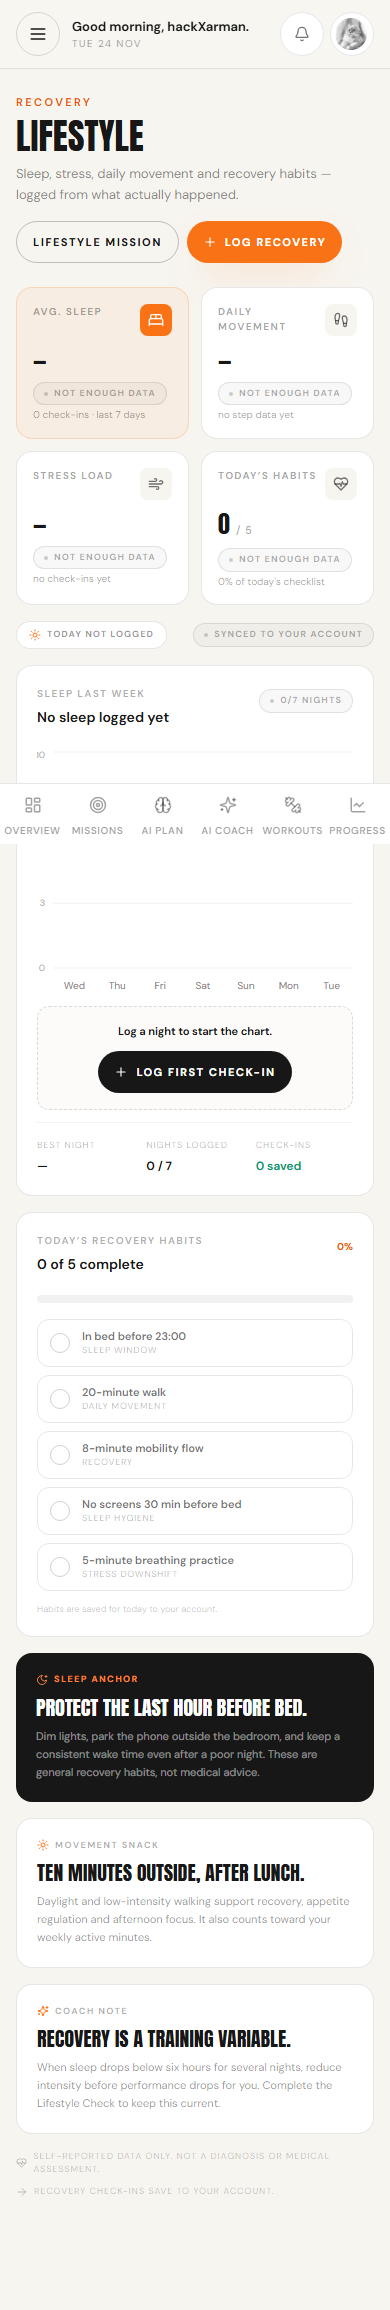 Good morning, hackXarman.
TUE 24 NOV
RECOVERY
LIFESTYLE
Sleep, stress, daily movement and recovery habits —
logged from what actually happened.
LIFESTYLE MISSION
+ LOG RECOVERY
AVG. SLEEP
–
NOT ENOUGH DATA
0 check-ins · last 7 days
DAILY
MOVEMENT
–
NOT ENOUGH DATA
no step data yet
STRESS LOAD
–
NOT ENOUGH DATA
no check-ins yet
TODAY'S HABITS
0 / 5
NOT ENOUGH DATA
0% of today's checklist
TODAY NOT LOGGED
SYNCED TO YOUR ACCOUNT
SLEEP LAST WEEK
No sleep logged yet
0/7 NIGHTS
10
OVERVIEW
MISSIONS
AI PLAN
AI COACH
WORKOUTS
PROGRESS
3
0
Wed Thu Fri Sat Sun Mon Tue
Log a night to start the chart.
+ LOG FIRST CHECK-IN
BEST NIGHT
—
NIGHTS LOGGED
0 / 7
CHECK-INS
0 saved
TODAY'S RECOVERY HABITS
0 of 5 complete
0%
In bed before 23:00
SLEEP WINDOW
20-minute walk
DAILY MOVEMENT
8-minute mobility flow
RECOVERY
No screens 30 min before bed
SLEEP HYGIENE
5-minute breathing practice
STRESS DOWNSHIFT
Habits are saved for today to your account.
SLEEP ANCHOR
PROTECT THE LAST HOUR BEFORE BED.
Dim lights, park the phone outside the bedroom, and keep a
consistent wake time even after a poor night. These are
general recovery habits, not medical advice.
MOVEMENT SNACK
TEN MINUTES OUTSIDE, AFTER LUNCH.
Daylight and low-intensity walking support recovery, appetite
regulation and afternoon focus. It also counts toward your
weekly active minutes.
COACH NOTE
RECOVERY IS A TRAINING VARIABLE.
When sleep drops below six hours for several nights, reduce
intensity before performance drops for you. Complete the
Lifestyle Check to keep this current.
SELF-REPORTED DATA ONLY. NOT A DIAGNOSIS OR MEDICAL
ASSESSMENT.
RECOVERY CHECK-INS SAVE TO YOUR ACCOUNT.